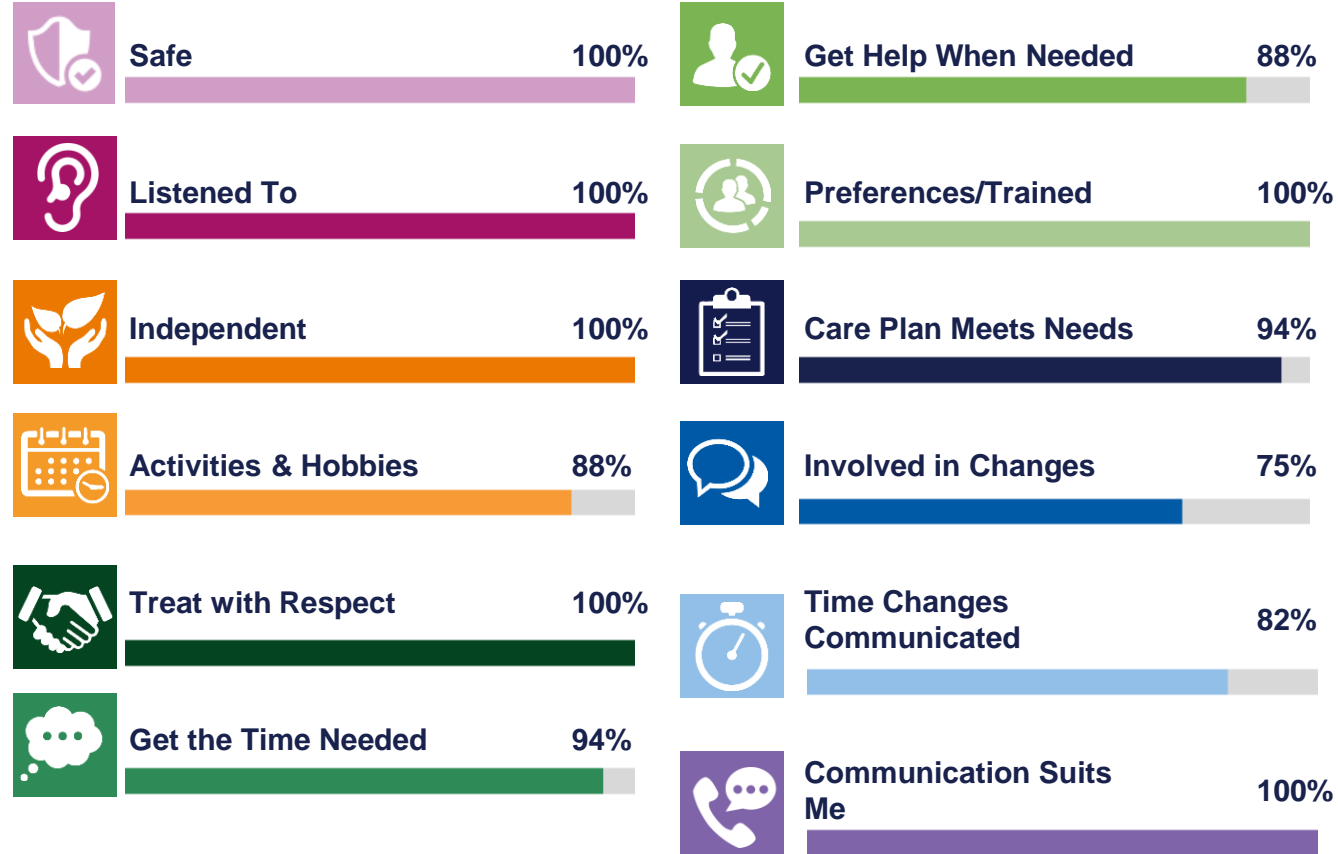 Safe 100%
Listened To 100%
Independent 100%
Activities & Hobbies 88%
Treat with Respect 100%
Get the Time Needed 94%
Get Help When Needed 88%
Preferences/Trained 100%
Care Plan Meets Needs 94%
Involved in Changes 75%
Time Changes
Communicated 82%
Communication Suits
Me 100%